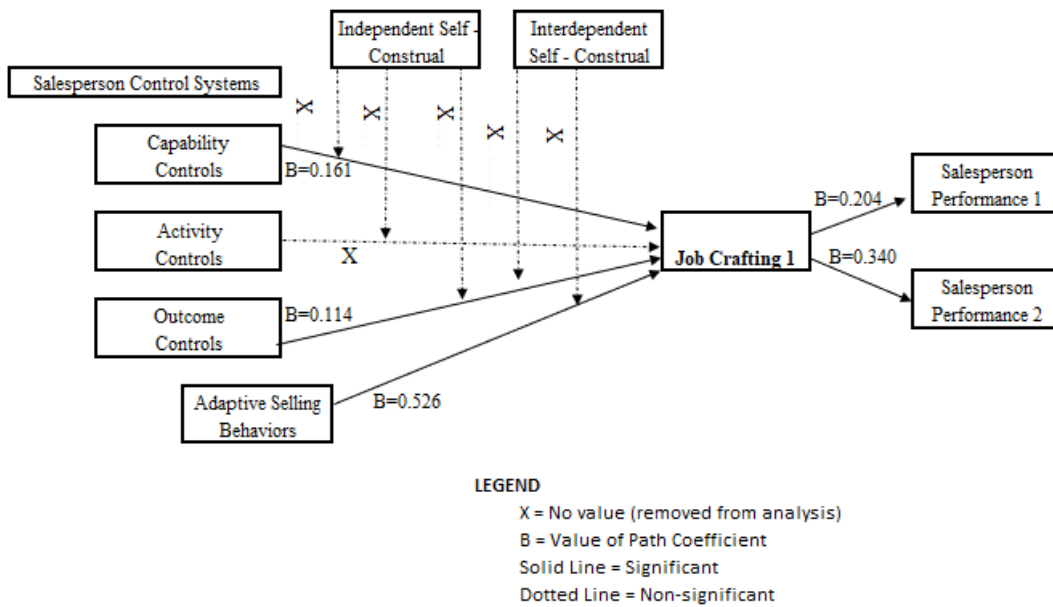 Independent Self -
Construal
Interdependent
Self - Construal
Salesperson Control Systems
X
X
X
X
X
Capability
Controls
B=0.161
Salesperson
Performance 1
B=0.204
Activity
Controls
X
Job Crafting 1
B=0.340
Salesperson
Performance 2
Outcome
Controls
B=0.114
Adaptive Selling
Behaviors
B=0.526
LEGEND
X = No value (removed from analysis)
B = Value of Path Coefficient
Solid Line = Significant
Dotted Line = Non-significant